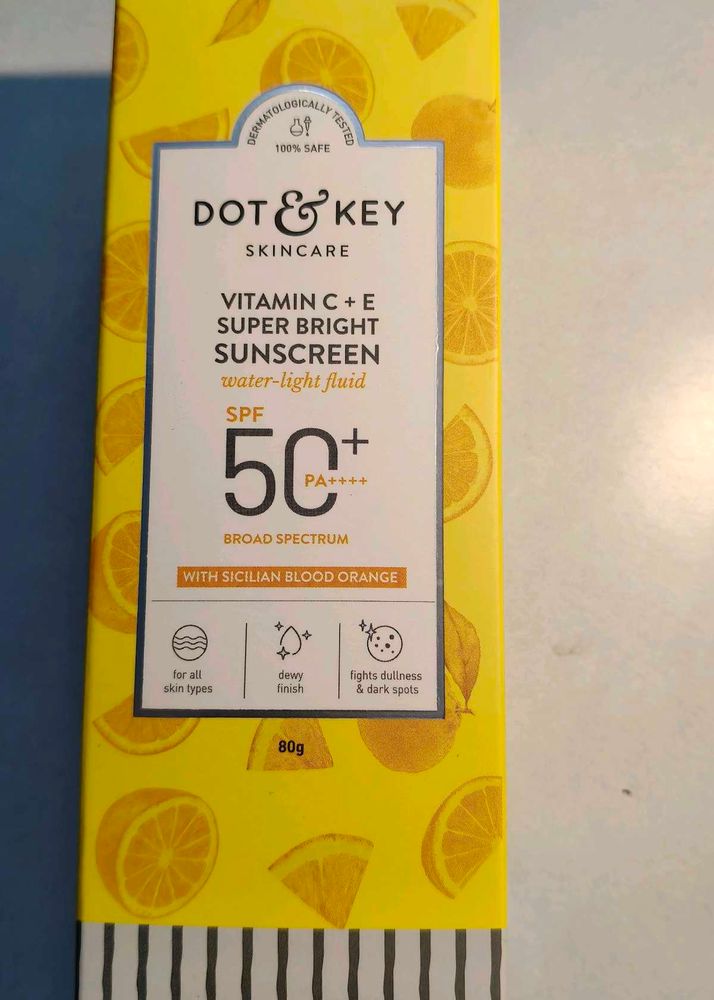 DERMATOLOGICALLY TESTED
100% SAFE
DOT & KEY
SKINCARE
VITAMIN C + E
SUPER BRIGHT
SUNSCREEN
water-light fluid
SPF
50+
PA++++
BROAD SPECTRUM
WITH SICILIAN BLOOD ORANGE
for all
skin types
dewy
finish
fights dullness
& dark spots
80g